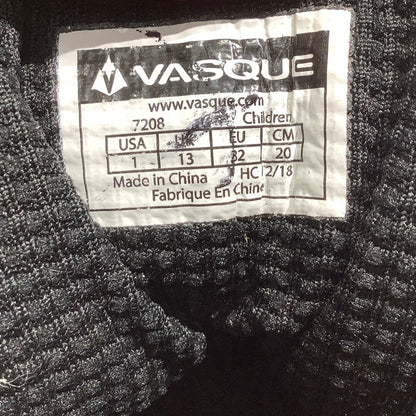 VASQUE
www.vasque.com
7208 Children
USA UK EU CM
1 13 32 20
Made in China HC 12/18
Fabrique En Chine